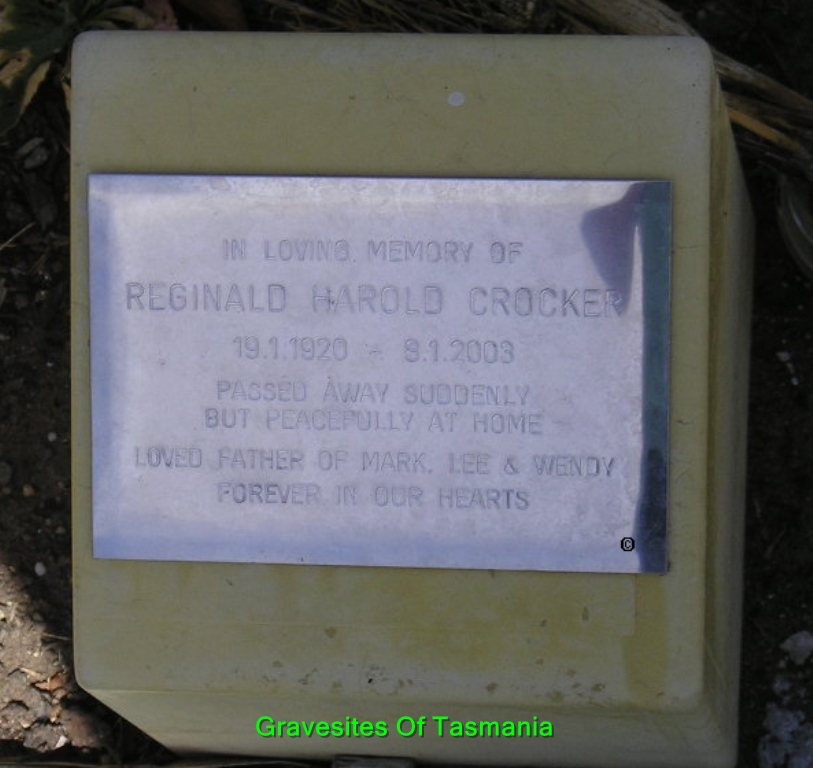 IN LOVING MEMORY OF
REGINALD HAROLD CROCKER
19.1.1920 - 9.1.2003
PASSED AWAY SUDDENLY
BUT PEACEFULLY AT HOME
LOVED FATHER OF MARK, LEE & WENDY
FOREVER IN OUR HEARTS
©
Gravesites Of Tasmania